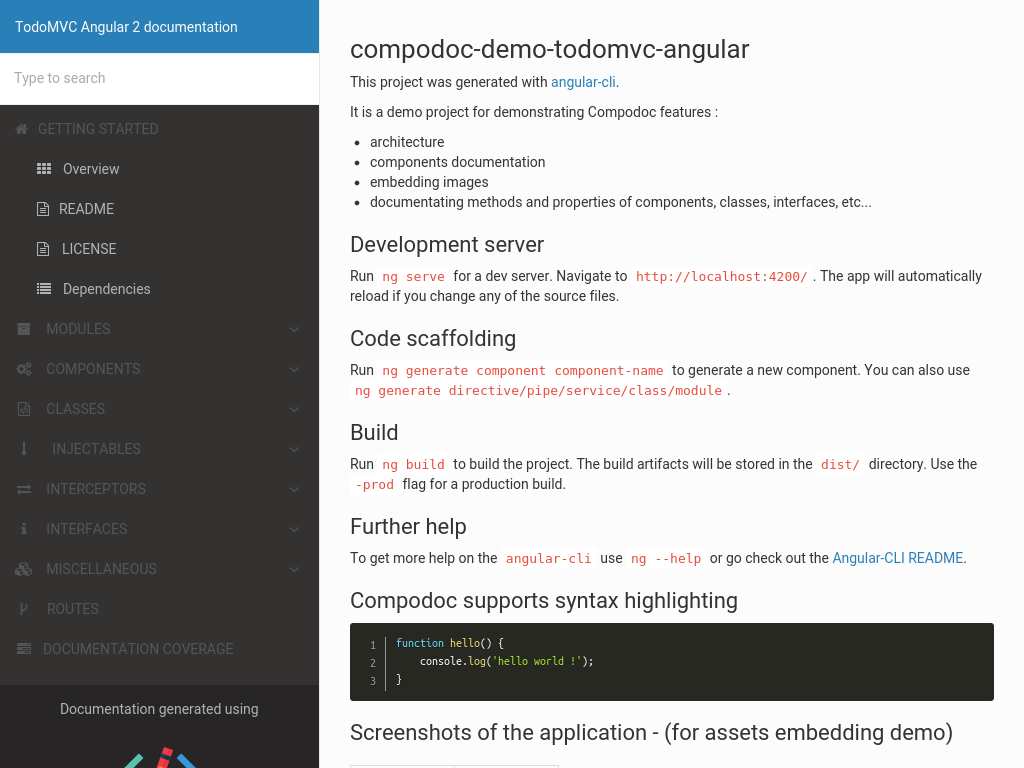 TodoMVC Angular 2 documentation
Type to search
GETTING STARTED
Overview
README
LICENSE
Dependencies
MODULES
COMPONENTS
CLASSES
INJECTABLES
INTERCEPTORS
INTERFACES
MISCELLANEOUS
ROUTES
DOCUMENTATION COVERAGE
Documentation generated using
compodoc-demo-todomvc-angular
This project was generated with angular-cli.
It is a demo project for demonstrating Compodoc features :
• architecture
• components documentation
• embedding images
• documentating methods and properties of components, classes, interfaces, etc...
Development server
Run ng serve for a dev server. Navigate to http://localhost:4200/ . The app will automatically
reload if you change any of the source files.
Code scaffolding
Run ng generate component component-name to generate a new component. You can also use
ng generate directive/pipe/service/class/module .
Build
Run ng build to build the project. The build artifacts will be stored in the dist/ directory. Use the
-prod flag for a production build.
Further help
To get more help on the angular-cli use ng --help or go check out the Angular-CLI README.
Compodoc supports syntax highlighting
1 function hello() {
2     console.log('hello world !');
3 }
Screenshots of the application - (for assets embedding demo)